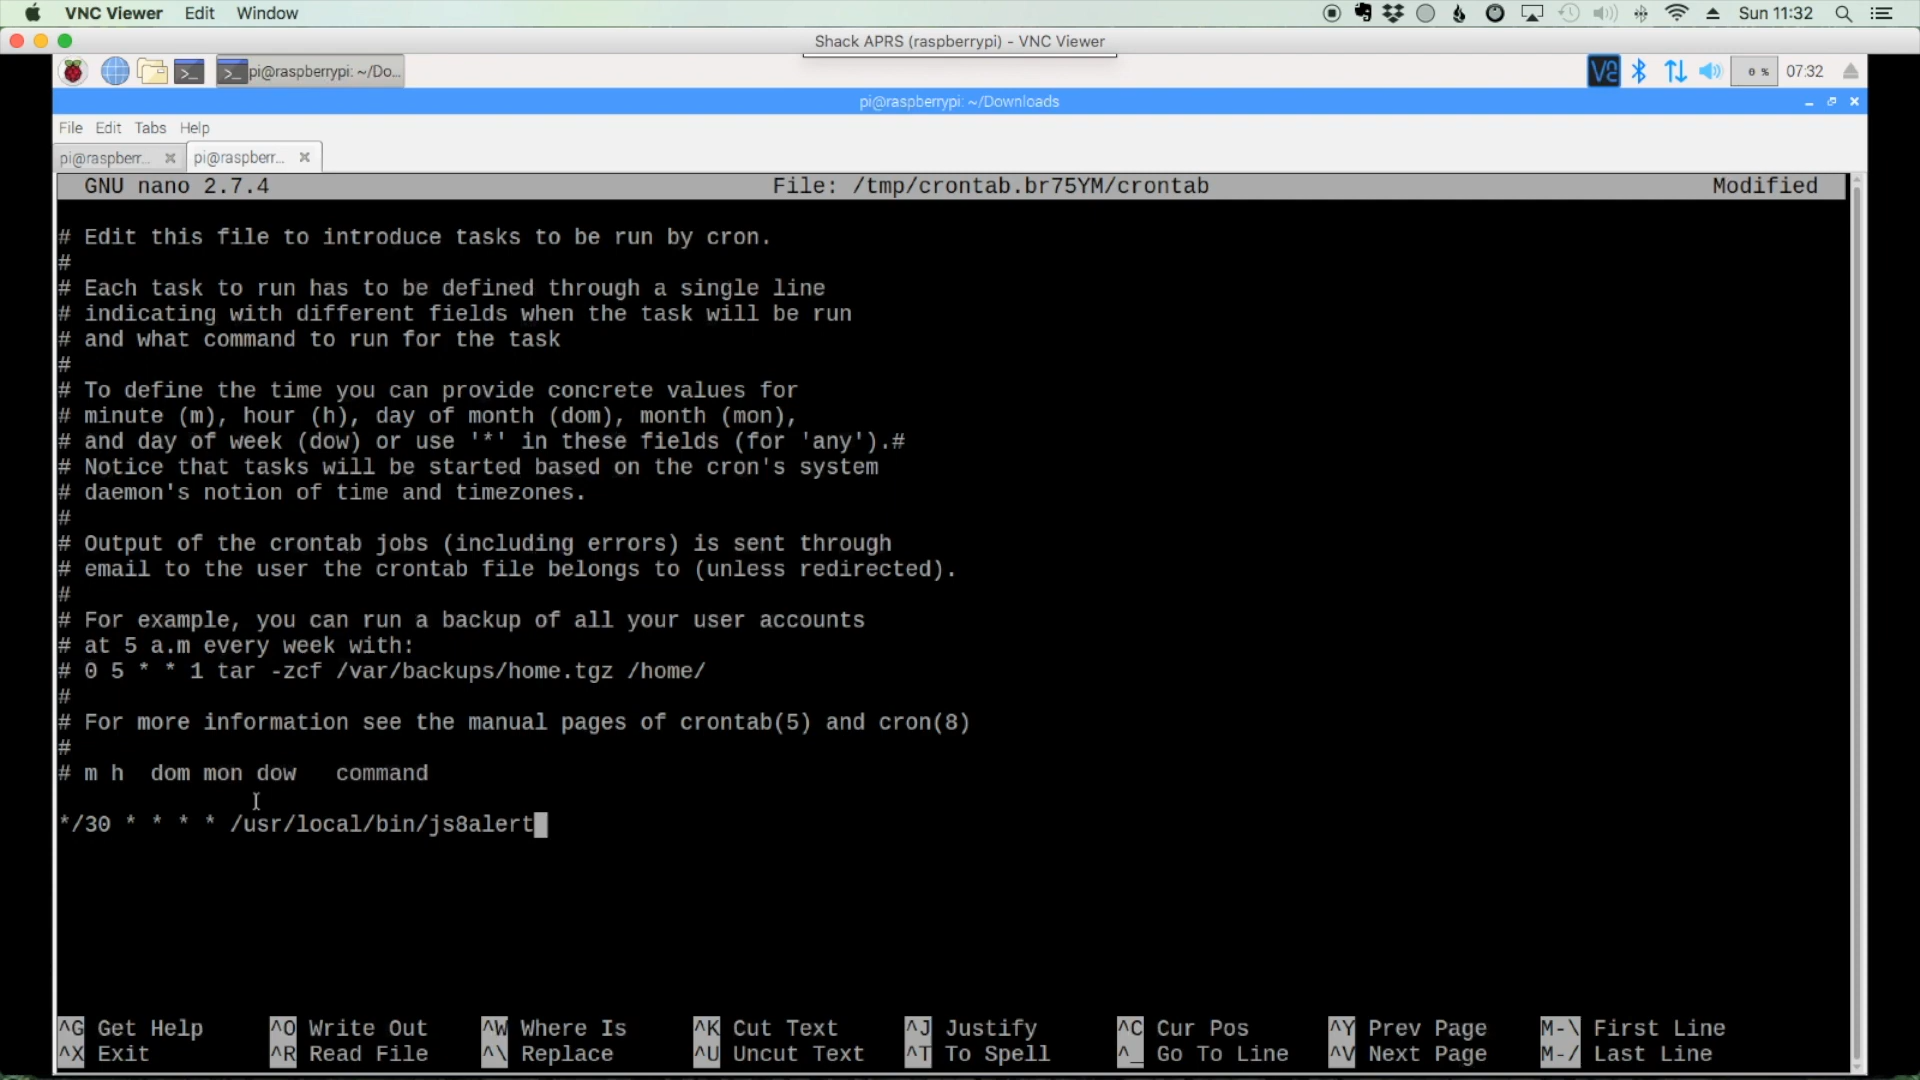 VNC Viewer Edit Window Sun 11:32
Shack APRS (raspberrypi) - VNC Viewer
pi@raspberrypi: ~/Do... V2 0 % 07:32
pi@raspberrypi: ~/Downloads
File Edit Tabs Help
pi@raspberr... pi@raspberr...
GNU nano 2.7.4 File: /tmp/crontab.br75YM/crontab Modified
# Edit this file to introduce tasks to be run by cron.
#
# Each task to run has to be defined through a single line
# indicating with different fields when the task will be run
# and what command to run for the task
#
# To define the time you can provide concrete values for
# minute (m), hour (h), day of month (dom), month (mon),
# and day of week (dow) or use '*' in these fields (for 'any').#
# Notice that tasks will be started based on the cron's system
# daemon's notion of time and timezones.
#
# Output of the crontab jobs (including errors) is sent through
# email to the user the crontab file belongs to (unless redirected).
#
# For example, you can run a backup of all your user accounts
# at 5 a.m every week with:
# 0 5 * * 1 tar -zcf /var/backups/home.tgz /home/
#
# For more information see the manual pages of crontab(5) and cron(8)
#
# m h  dom mon dow   command
*/30 * * * * /usr/local/bin/js8alert
^G Get Help ^O Write Out ^W Where Is ^K Cut Text ^J Justify ^C Cur Pos ^Y Prev Page M-\ First Line
^X Exit ^R Read File ^\ Replace ^U Uncut Text ^T To Spell ^_ Go To Line ^V Next Page M-/ Last Line